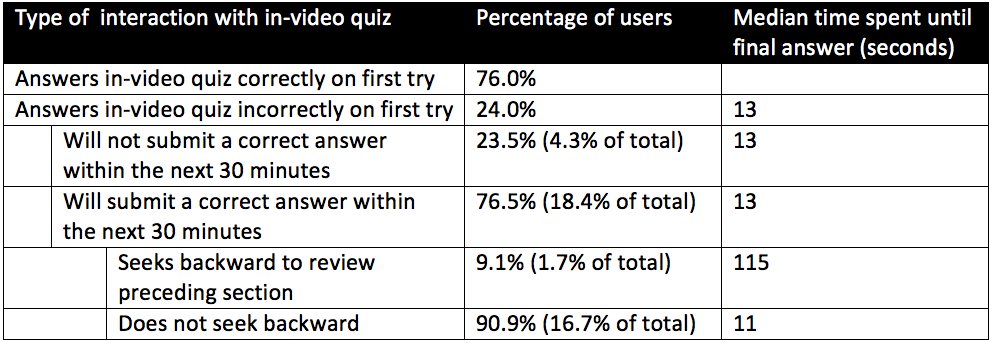 Type of interaction with in-video quiz Percentage of users Median time spent until
final answer (seconds)
Answers in-video quiz correctly on first try 76.0%
Answers in-video quiz incorrectly on first try 24.0% 13
Will not submit a correct answer 23.5% (4.3% of total) 13
within the next 30 minutes
Will submit a correct answer within 76.5% (18.4% of total) 13
the next 30 minutes
Seeks backward to review 9.1% (1.7% of total) 115
preceding section
Does not seek backward 90.9% (16.7% of total) 11